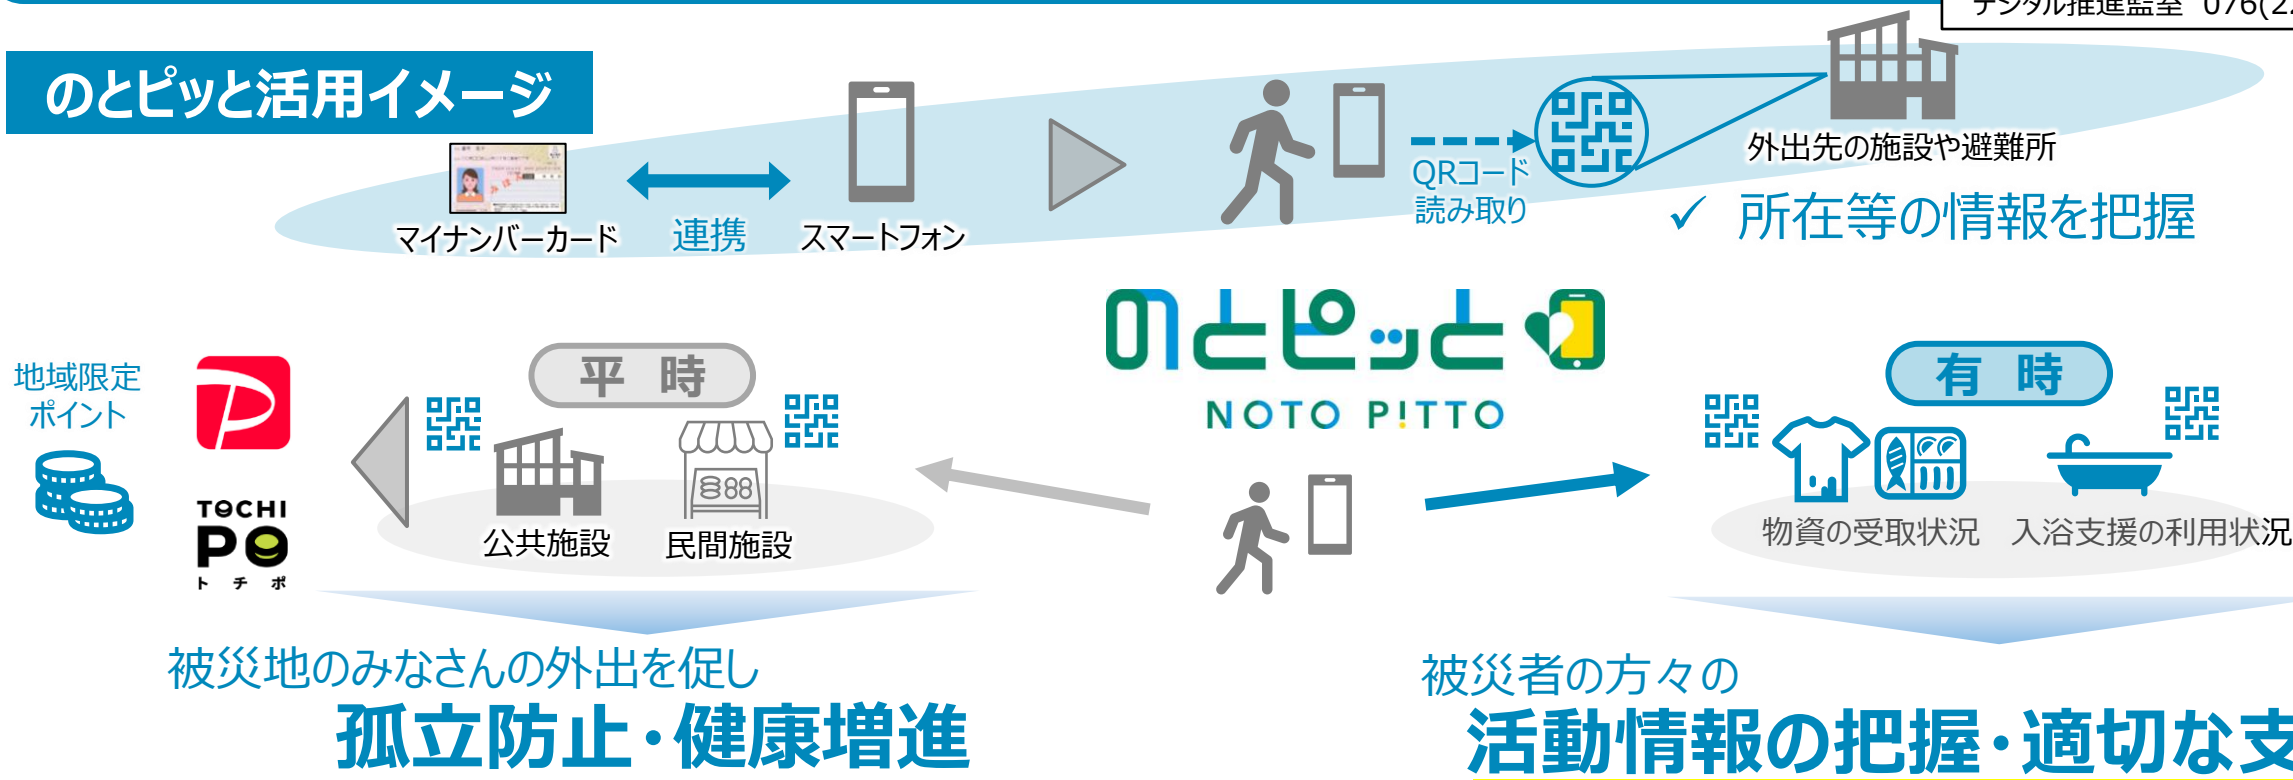 デジタル推進監室 076(22
のとピッと活用イメージ
マイナンバーカード
連携
スマートフォン
QRコード
読み取り
外出先の施設や避難所
✓ 所在等の情報を把握
のとピッと
NOTO P!TTO
地域限定
ポイント
TOCHI
PO
トチポ
平 時
公共施設
民間施設
有 時
物資の受取状況
入浴支援の利用状況
被災地のみなさんの外出を促し
孤立防止・健康増進
被災者の方々の
活動情報の把握・適切な支